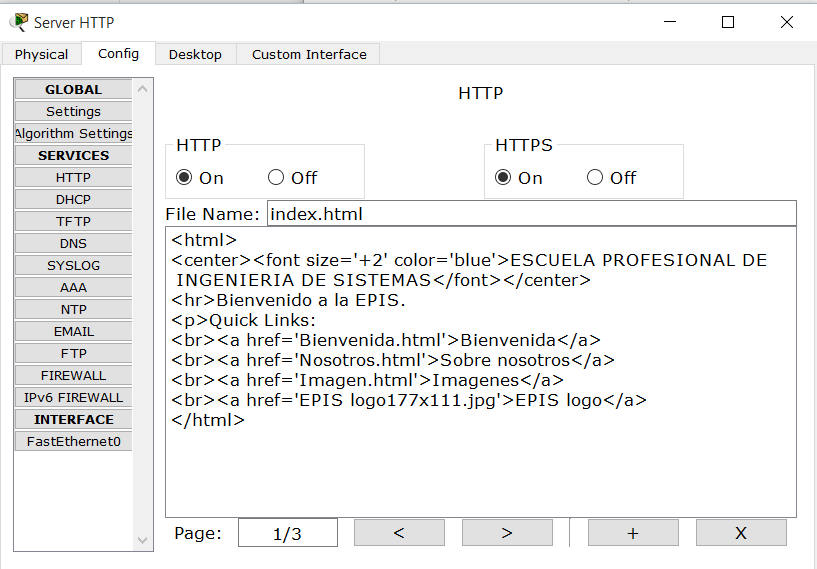 Server HTTP
Physical Config Desktop Custom Interface
GLOBAL
Settings
Algorithm Settings
SERVICES
HTTP
DHCP
TFTP
DNS
SYSLOG
AAA
NTP
EMAIL
FTP
FIREWALL
IPv6 FIREWALL
INTERFACE
FastEthernet0
HTTP
HTTP
On Off
HTTPS
On Off
File Name: index.html
<html>
<center><font size='+2' color='blue'>ESCUELA PROFESIONAL DE
INGENIERIA DE SISTEMAS</font></center>
<hr>Bienvenido a la EPIS.
<p>Quick Links:
<br><a href='Bienvenida.html'>Bienvenida</a>
<br><a href='Nosotros.html'>Sobre nosotros</a>
<br><a href='Imagen.html'>Imagenes</a>
<br><a href='EPIS logo177x111.jpg'>EPIS logo</a>
</html>
Page: 1/3 < > + X